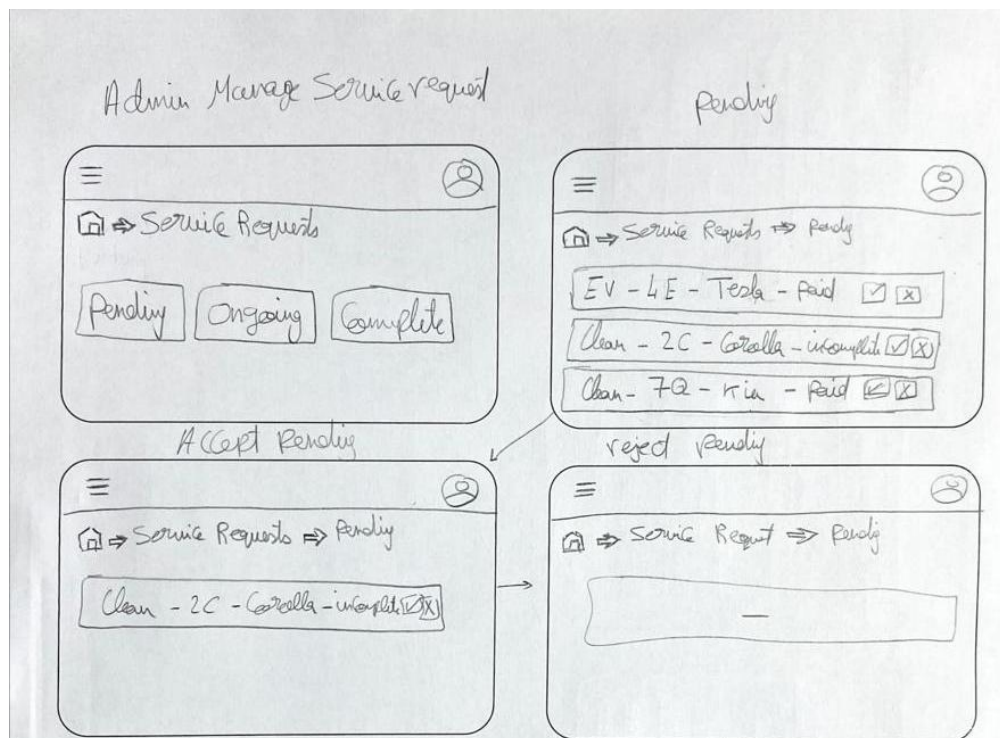 Admin Manage Service request
Pending
Service Requests
Pending Ongoing Complete
Service Requests ⇒ Pending
EV - 4E - Tesla - Paid
Clean - 2C - Corolla - incomplete
Clean - 7Q - Kia - Paid
Accept Pending
Service Requests ⇒ Pending
Clean - 2C - Corolla - incomplete
reject pending
Service Request ⇒ Pending